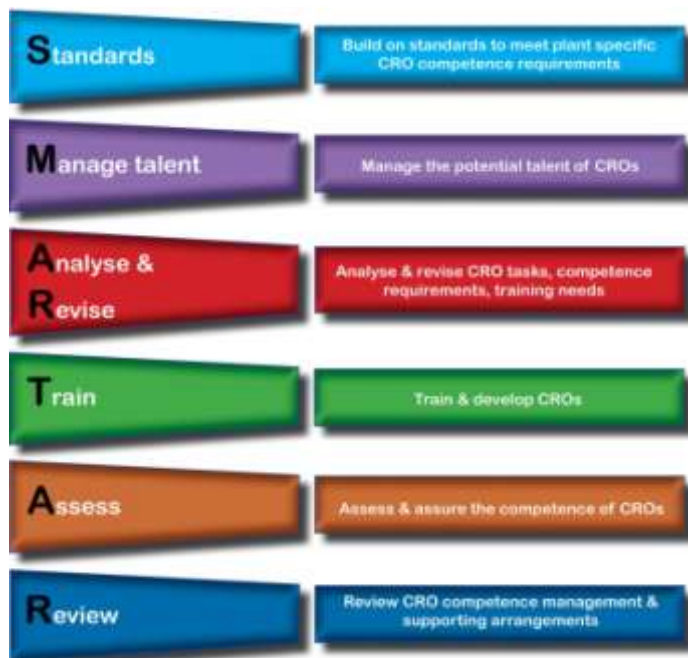 Standards
Build on standards to meet plant specific
CRO competence requirements
Manage talent
Manage the potential talent of CROs
Analyse &
Revise
Analyse & revise CRO tasks, competence
requirements, training needs
Train
Train & develop CROs
Assess
Assess & assure the competence of CROs
Review
Review CRO competence management &
supporting arrangements